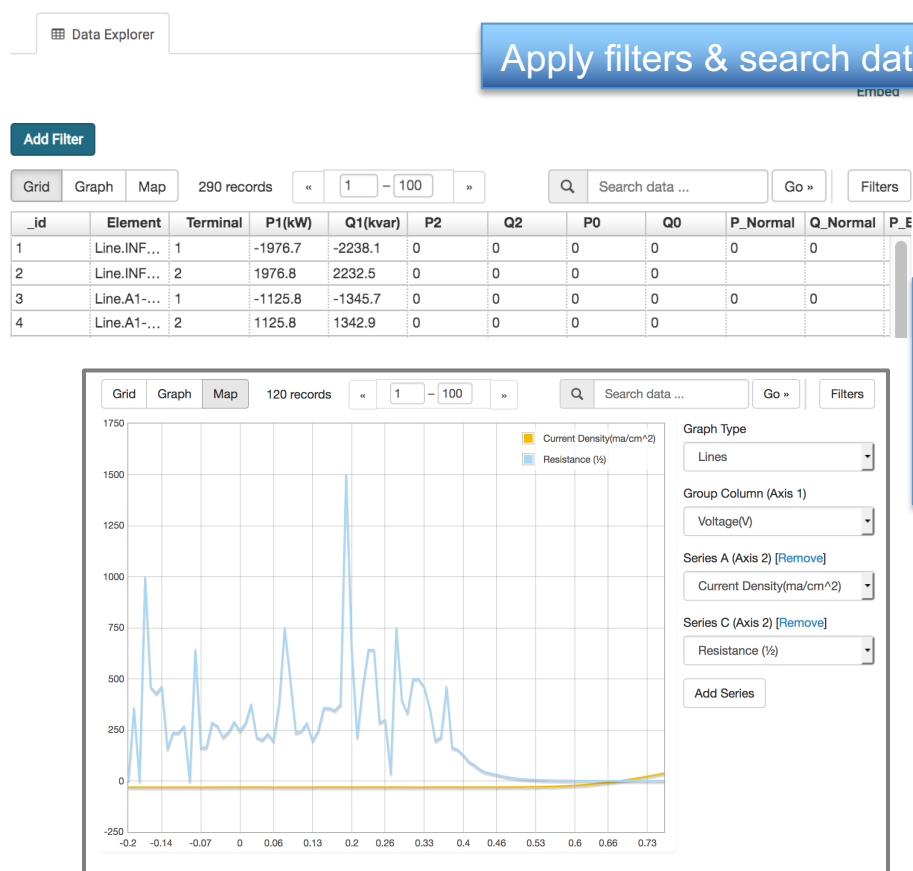 Data Explorer
Apply filters & search dat
Embed
Add Filter
Grid Graph Map 290 records « 1 – 100 » Search data ... Go » Filters
_id Element Terminal P1(kW) Q1(kvar) P2 Q2 P0 Q0 P_Normal Q_Normal P_E
1 Line.INF... 1 -1976.7 -2238.1 0 0 0 0 0 0
2 Line.INF... 2 1976.8 2232.5 0 0 0 0
3 Line.A1-... 1 -1125.8 -1345.7 0 0 0 0 0 0
4 Line.A1-... 2 1125.8 1342.9 0 0 0 0
Grid Graph Map 120 records « 1 – 100 » Search data ... Go » Filters
1750
1500
1250
1000
750
500
250
0
-250
-0.2 -0.14 -0.07 0 0.06 0.13 0.2 0.26 0.33 0.4 0.46 0.53 0.6 0.66 0.73
Current Density(ma/cm^2)
Resistance (½)
Graph Type
Lines
Group Column (Axis 1)
Voltage(V)
Series A (Axis 2) [Remove]
Current Density(ma/cm^2)
Series C (Axis 2) [Remove]
Resistance (½)
Add Series